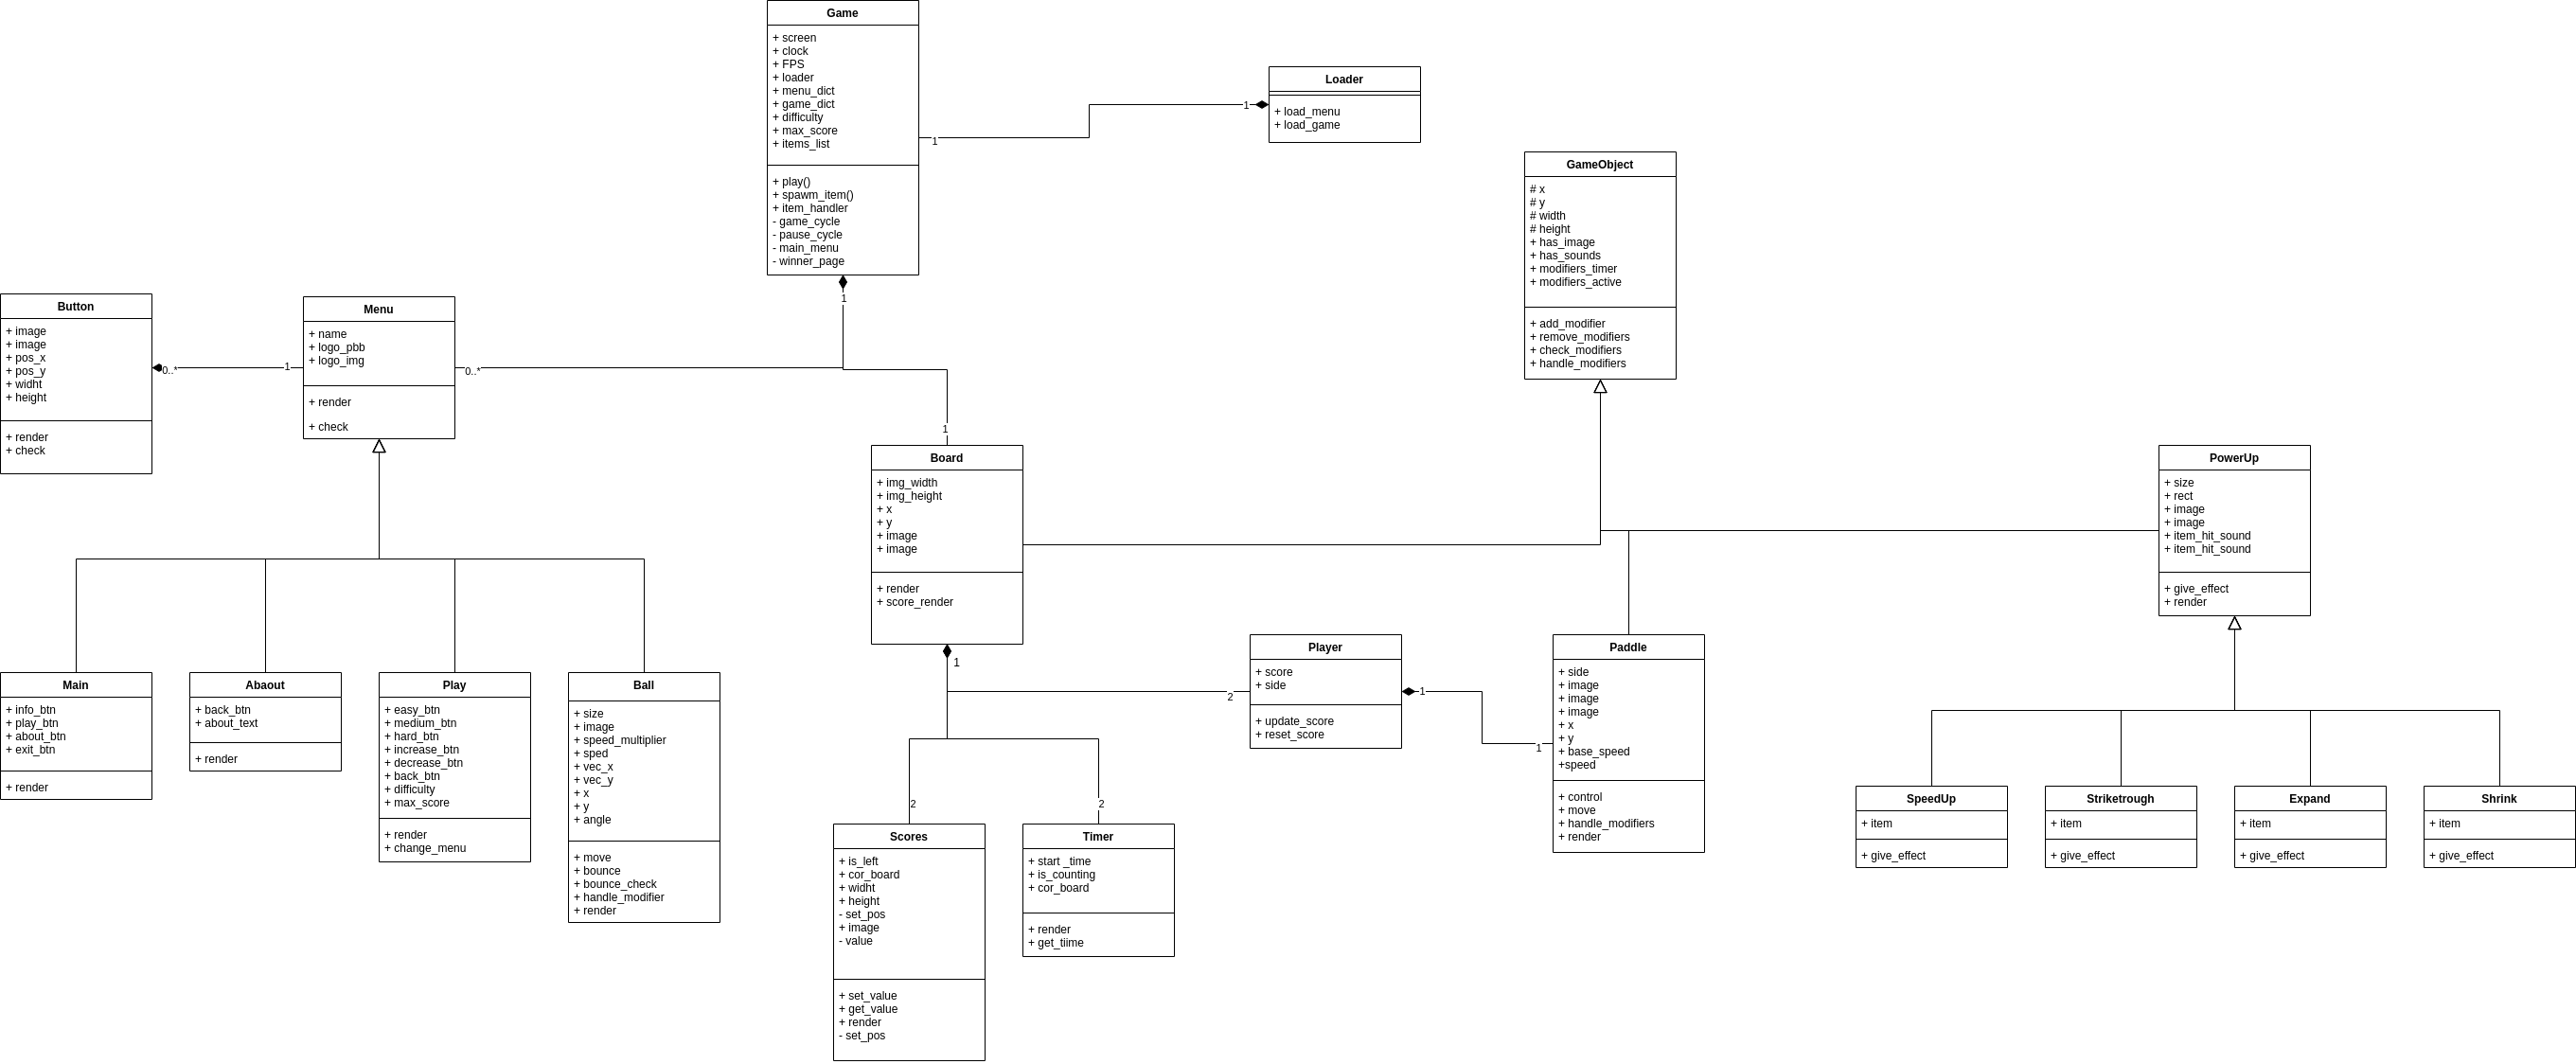 Game
+ screen
+ clock
+ FPS
+ loader
+ menu_dict
+ game_dict
+ difficulty
+ max_score
+ items_list
+ play()
+ spawm_item()
+ item_handler
- game_cycle
- pause_cycle
- main_menu
- winner_page
1
1
1
Loader
+ load_menu
+ load_game
GameObject
# x
# y
# width
# height
+ has_image
+ has_sounds
+ modifiers_timer
+ modifiers_active
+ add_modifier
+ remove_modifiers
+ check_modifiers
+ handle_modifiers
Button
+ image
+ image
+ pos_x
+ pos_y
+ widht
+ height
+ render
+ check
0..*
1
Menu
+ name
+ logo_pbb
+ logo_img
+ render
+ check
0..*
1
Board
+ img_width
+ img_height
+ x
+ y
+ image
+ image
+ render
+ score_render
1
PowerUp
+ size
+ rect
+ image
+ image
+ item_hit_sound
+ item_hit_sound
+ give_effect
+ render
Player
+ score
+ side
+ update_score
+ reset_score
2
1
1
Paddle
+ side
+ image
+ image
+ image
+ x
+ y
+ base_speed
+speed
+ control
+ move
+ handle_modifiers
+ render
Main
+ info_btn
+ play_btn
+ about_btn
+ exit_btn
+ render
Abaout
+ back_btn
+ about_text
+ render
Play
+ easy_btn
+ medium_btn
+ hard_btn
+ increase_btn
+ decrease_btn
+ back_btn
+ difficulty
+ max_score
+ render
+ change_menu
Ball
+ size
+ image
+ speed_multiplier
+ sped
+ vec_x
+ vec_y
+ x
+ y
+ angle
+ move
+ bounce
+ bounce_check
+ handle_modifier
+ render
2
2
Scores
+ is_left
+ cor_board
+ widht
+ height
- set_pos
+ image
- value
+ set_value
+ get_value
+ render
- set_pos
Timer
+ start _time
+ is_counting
+ cor_board
+ render
+ get_tiime
SpeedUp
+ item
+ give_effect
Striketrough
+ item
+ give_effect
Expand
+ item
+ give_effect
Shrink
+ item
+ give_effect